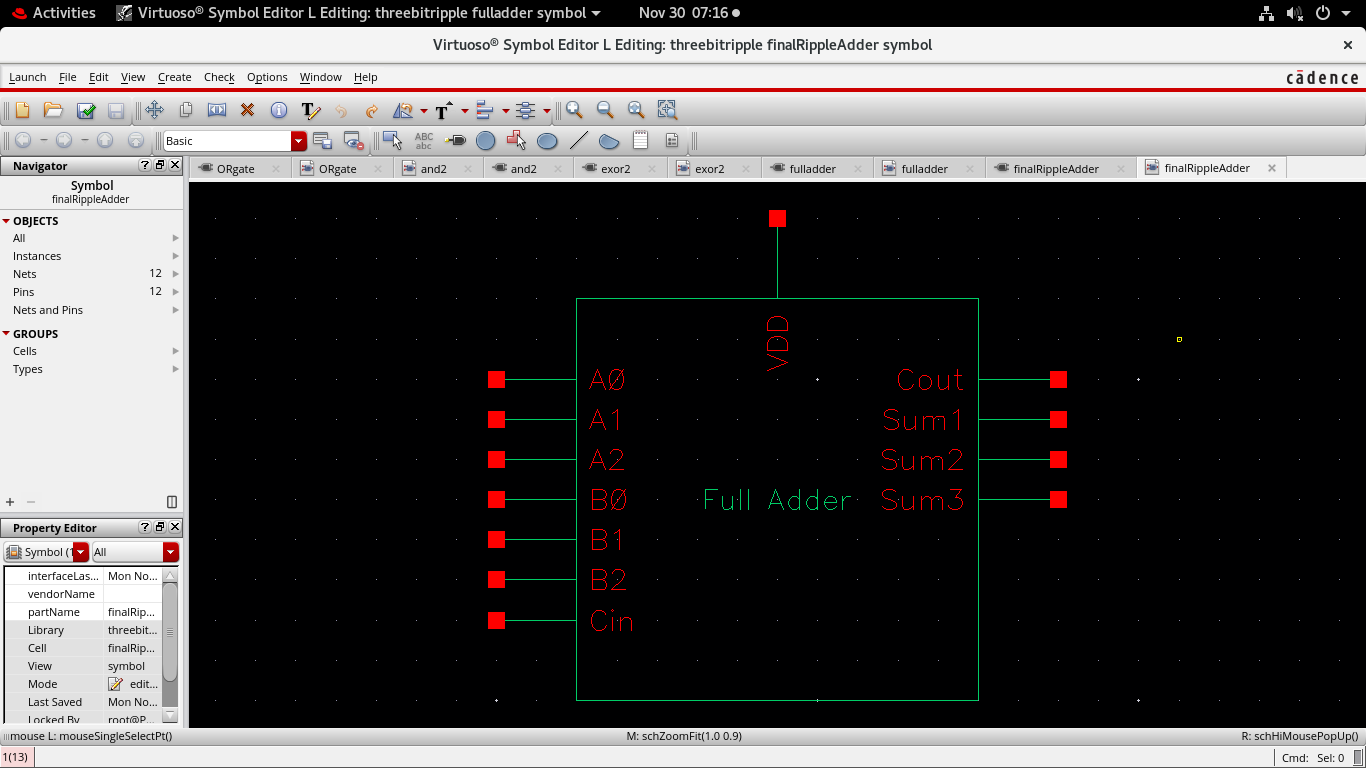 Activities
Virtuoso® Symbol Editor L Editing: threebitripple fulladder symbol
Nov 30 07:16
Virtuoso® Symbol Editor L Editing: threebitripple finalRippleAdder symbol
Launch File Edit View Create Check Options Window Help
cādence
Basic
ABC
abc
Navigator
ORgate ORgate and2 and2 exor2 exor2 fulladder fulladder finalRippleAdder finalRippleAdder
Symbol
finalRippleAdder
OBJECTS
All
Instances
Nets 12
Pins 12
Nets and Pins
GROUPS
Cells
Types
VDD
A0 Cout
A1 Sum1
A2 Sum2
B0 Full Adder Sum3
B1
B2
Cin
Property Editor
Symbol (1 All
interfaceLas... Mon No...
vendorName
partName finalRip...
Library threebit...
Cell finalRip...
View symbol
Mode edit...
Last Saved Mon No...
Locked By root@P...
mouse L: mouseSingleSelectPt() M: schZoomFit(1.0 0.9) R: schHiMousePopUp()
1(13) Cmd: Sel: 0